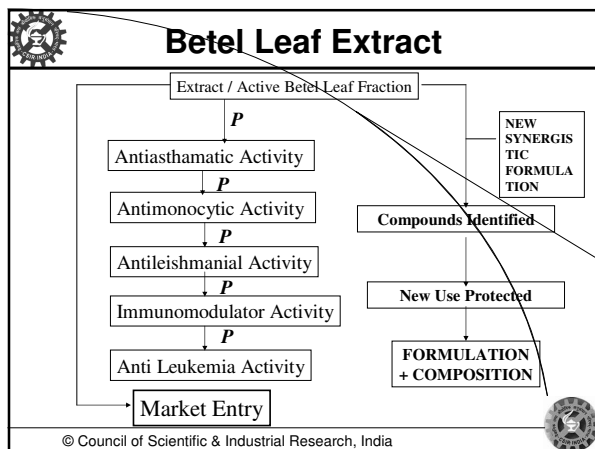 Betel Leaf Extract
CSIR-INDIA
Extract / Active Betel Leaf Fraction
P
NEW
SYNERGIS
TIC
FORMULA
TION
Antiasthamatic Activity
P
Antimonocytic Activity
Compounds Identified
P
Antileishmanial Activity
P
New Use Protected
Immunomodulator Activity
P
Anti Leukemia Activity
FORMULATION
+ COMPOSITION
Market Entry
© Council of Scientific & Industrial Research, India